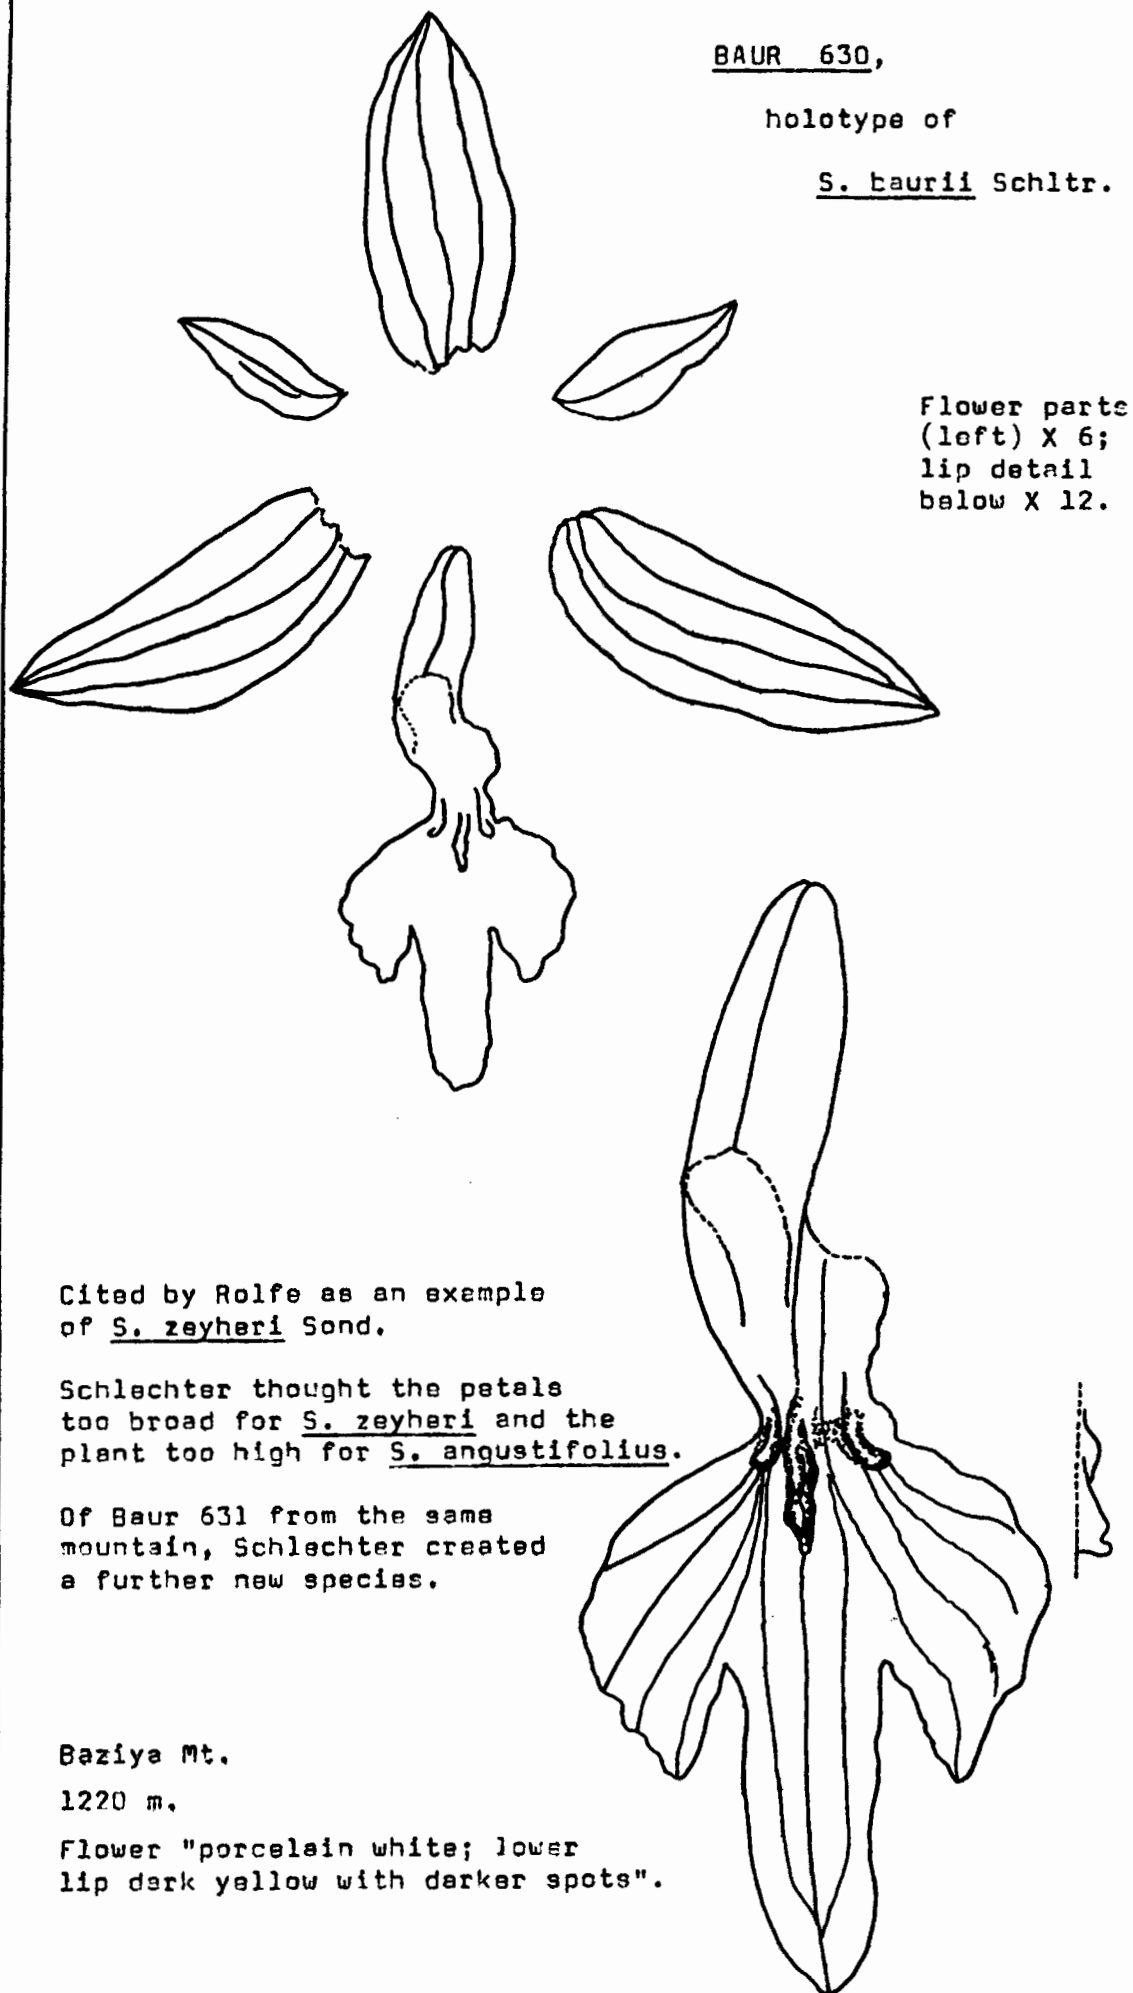 BAUR 630,
holotype of
S. baurii Schltr.
Flower parts
(left) X 6;
lip detail
below X 12.
Cited by Rolfe as an example
of S. zeyheri Sond.
Schlechter thought the petals
too broad for S. zeyheri and the
plant too high for S. angustifolius.
Of Baur 631 from the same
mountain, Schlechter created
a further new species.
Baziya Mt.
1220 m.
Flower "porcelain white; lower
lip dark yellow with darker spots".